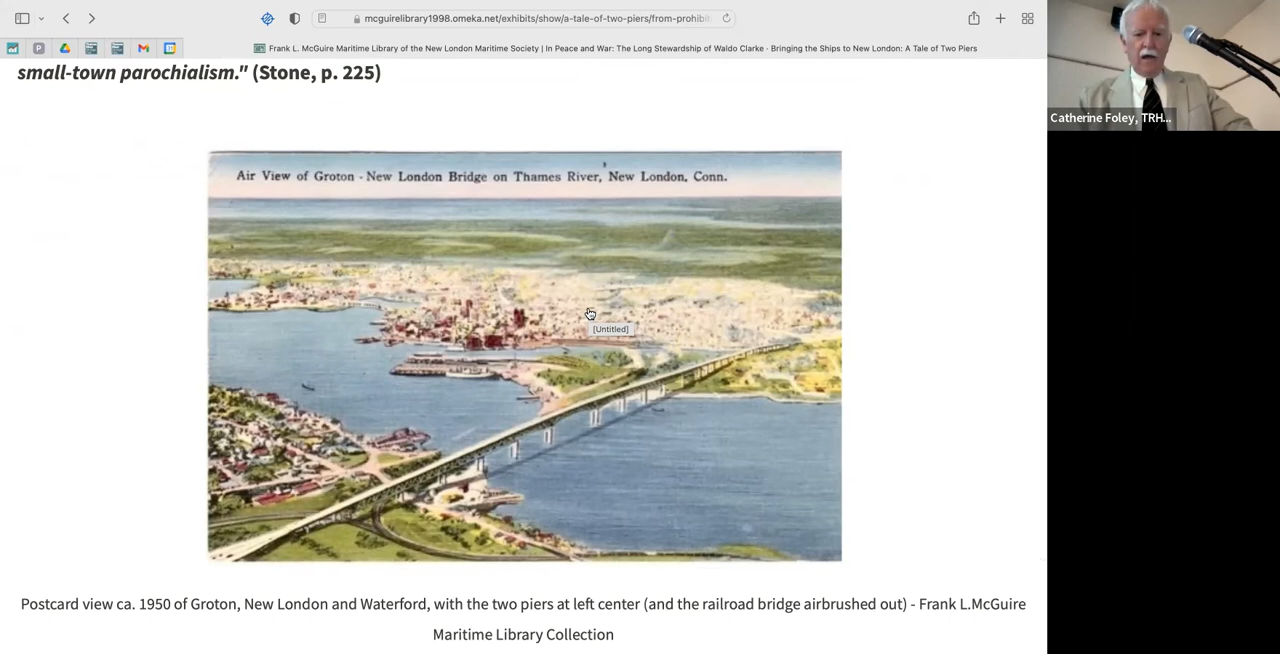 mcguirelibrary1998.omeka.net/exhibits/show/a-tale-of-two-piers/from-prohibit
Frank L. McGuire Maritime Library of the New London Maritime Society | In Peace and War: The Long Stewardship of Waldo Clarke · Bringing the Ships to New London: A Tale of Two Piers
small-town parochialism." (Stone, p. 225)
Catherine Foley, TRH...
Air View of Groton - New London Bridge on Thames River, New London, Conn.
[Untitled]
Postcard view ca. 1950 of Groton, New London and Waterford, with the two piers at left center (and the railroad bridge airbrushed out) - Frank L.McGuire
Maritime Library Collection